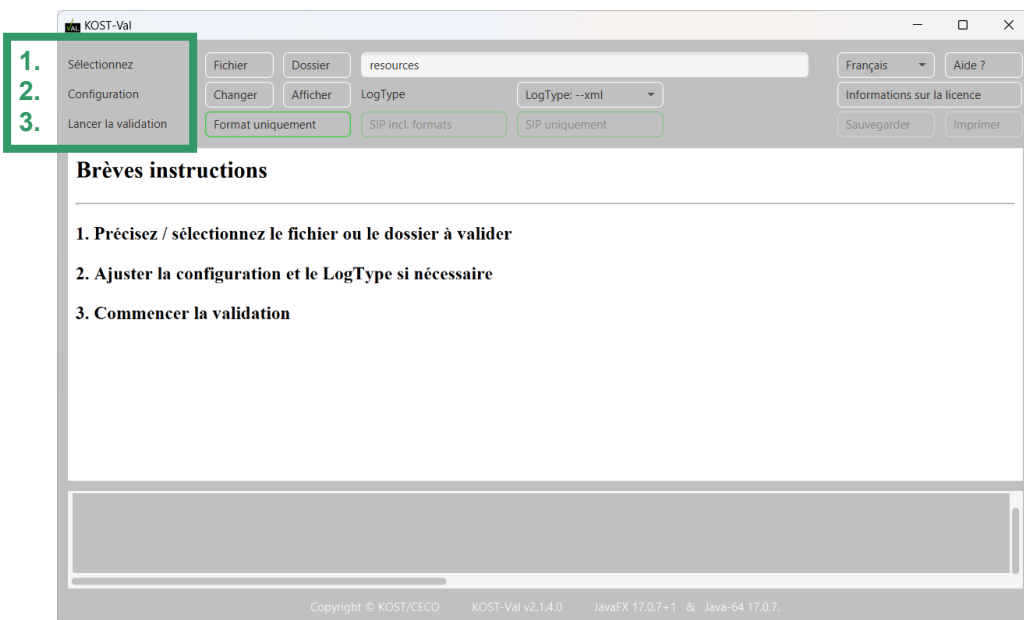 VAL KOST-Val
1. Sélectionnez Fichier Dossier resources Français Aide ?
2. Configuration Changer Afficher LogType LogType: --xml Informations sur la licence
3. Lancer la validation Format uniquement SIP incl. formats SIP uniquement Sauvegarder Imprimer
Brèves instructions
1. Précisez / sélectionnez le fichier ou le dossier à valider
2. Ajuster la configuration et le LogType si nécessaire
3. Commencer la validation
Copyright © KOST/CECO KOST-Val v2.1.4.0 JavaFX 17.0.7+1 & Java-64 17.0.7.